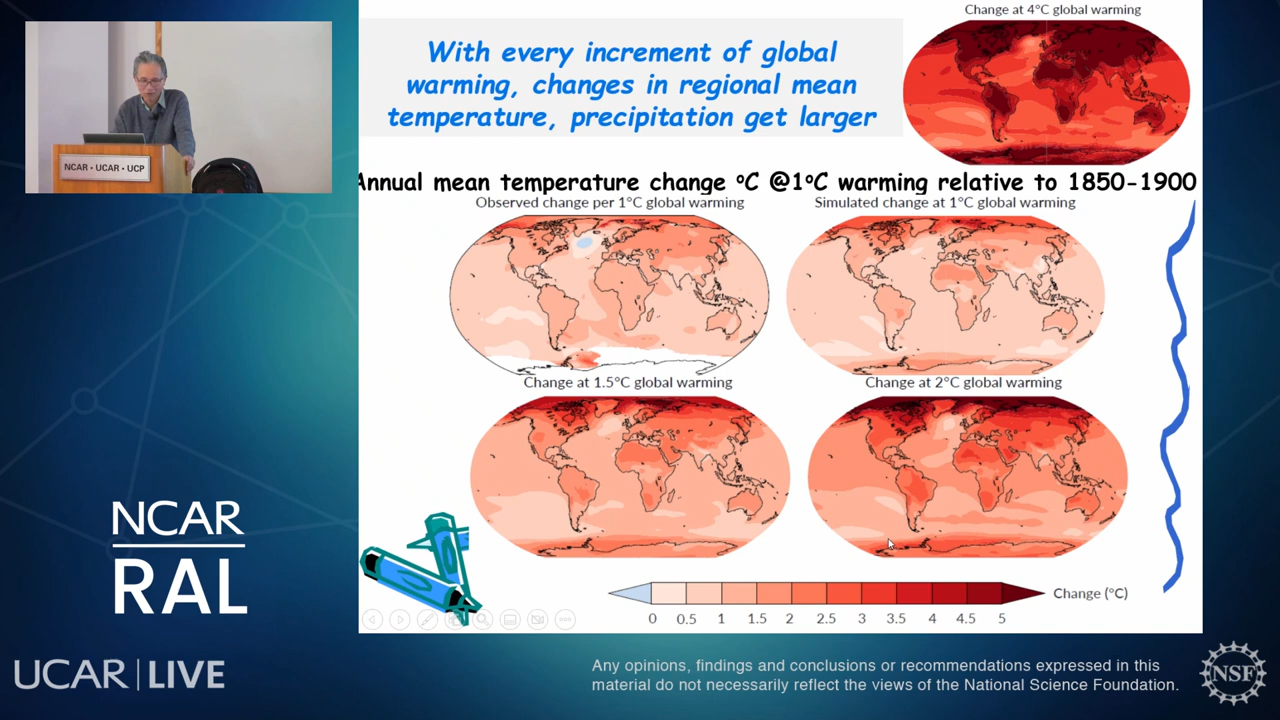 NCAR • UCAR • UCP
NCAR
RAL
UCAR | LIVE
With every increment of global
warming, changes in regional mean
temperature, precipitation get larger
Change at 4°C global warming
Annual mean temperature change °C @1°C warming relative to 1850-1900
Observed change per 1°C global warming
Simulated change at 1°C global warming
Change at 1.5°C global warming
Change at 2°C global warming
0 0.5 1 1.5 2 2.5 3 3.5 4 4.5 5
Change (°C)
Any opinions, findings and conclusions or recommendations expressed in this
material do not necessarily reflect the views of the National Science Foundation.
NSF